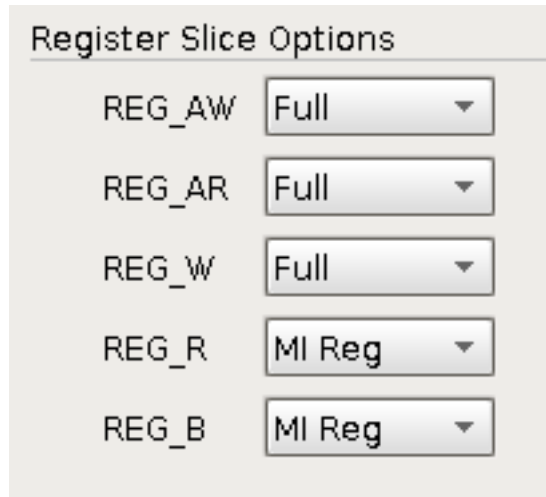 Register Slice Options
REG_AW Full
REG_AR Full
REG_W Full
REG_R MI Reg
REG_B MI Reg